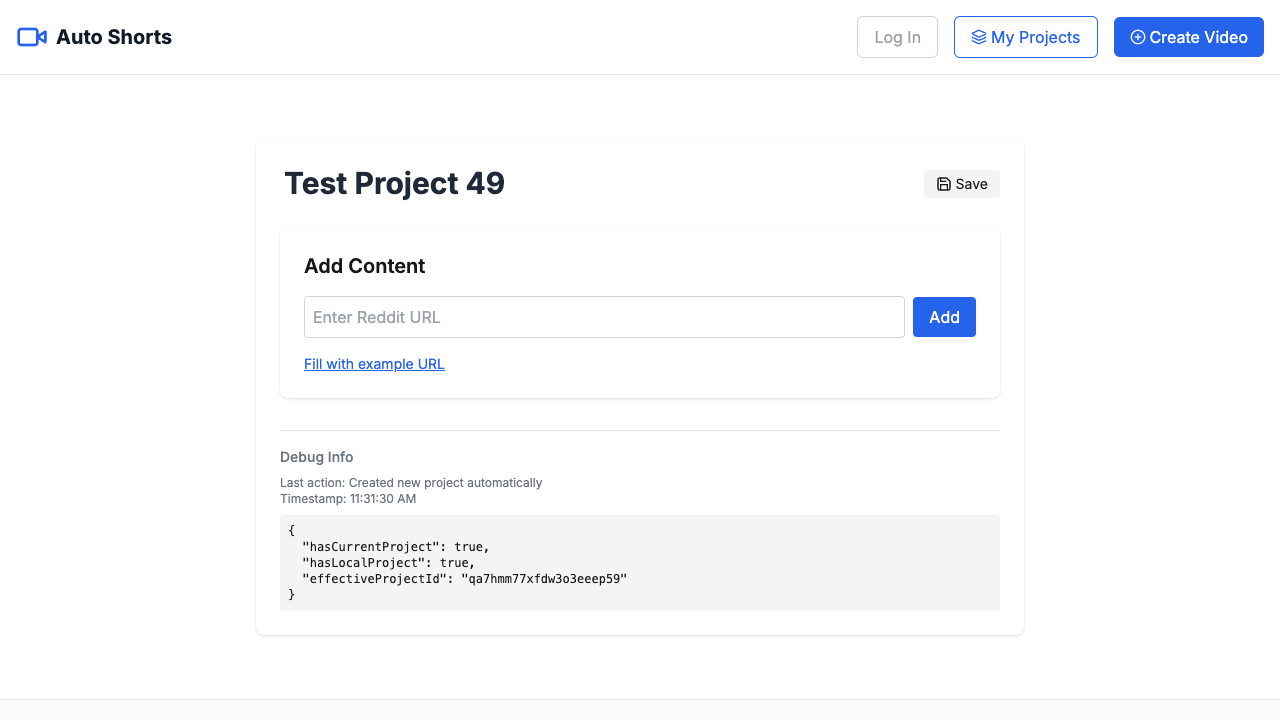 Auto Shorts
Log In
My Projects
Create Video
Test Project 49
Save
Add Content
Enter Reddit URL
Add
Fill with example URL
Debug Info
Last action: Created new project automatically
Timestamp: 11:31:30 AM
{
  "hasCurrentProject": true,
  "hasLocalProject": true,
  "effectiveProjectId": "qa7hmm77xfdw3o3eeep59"
}